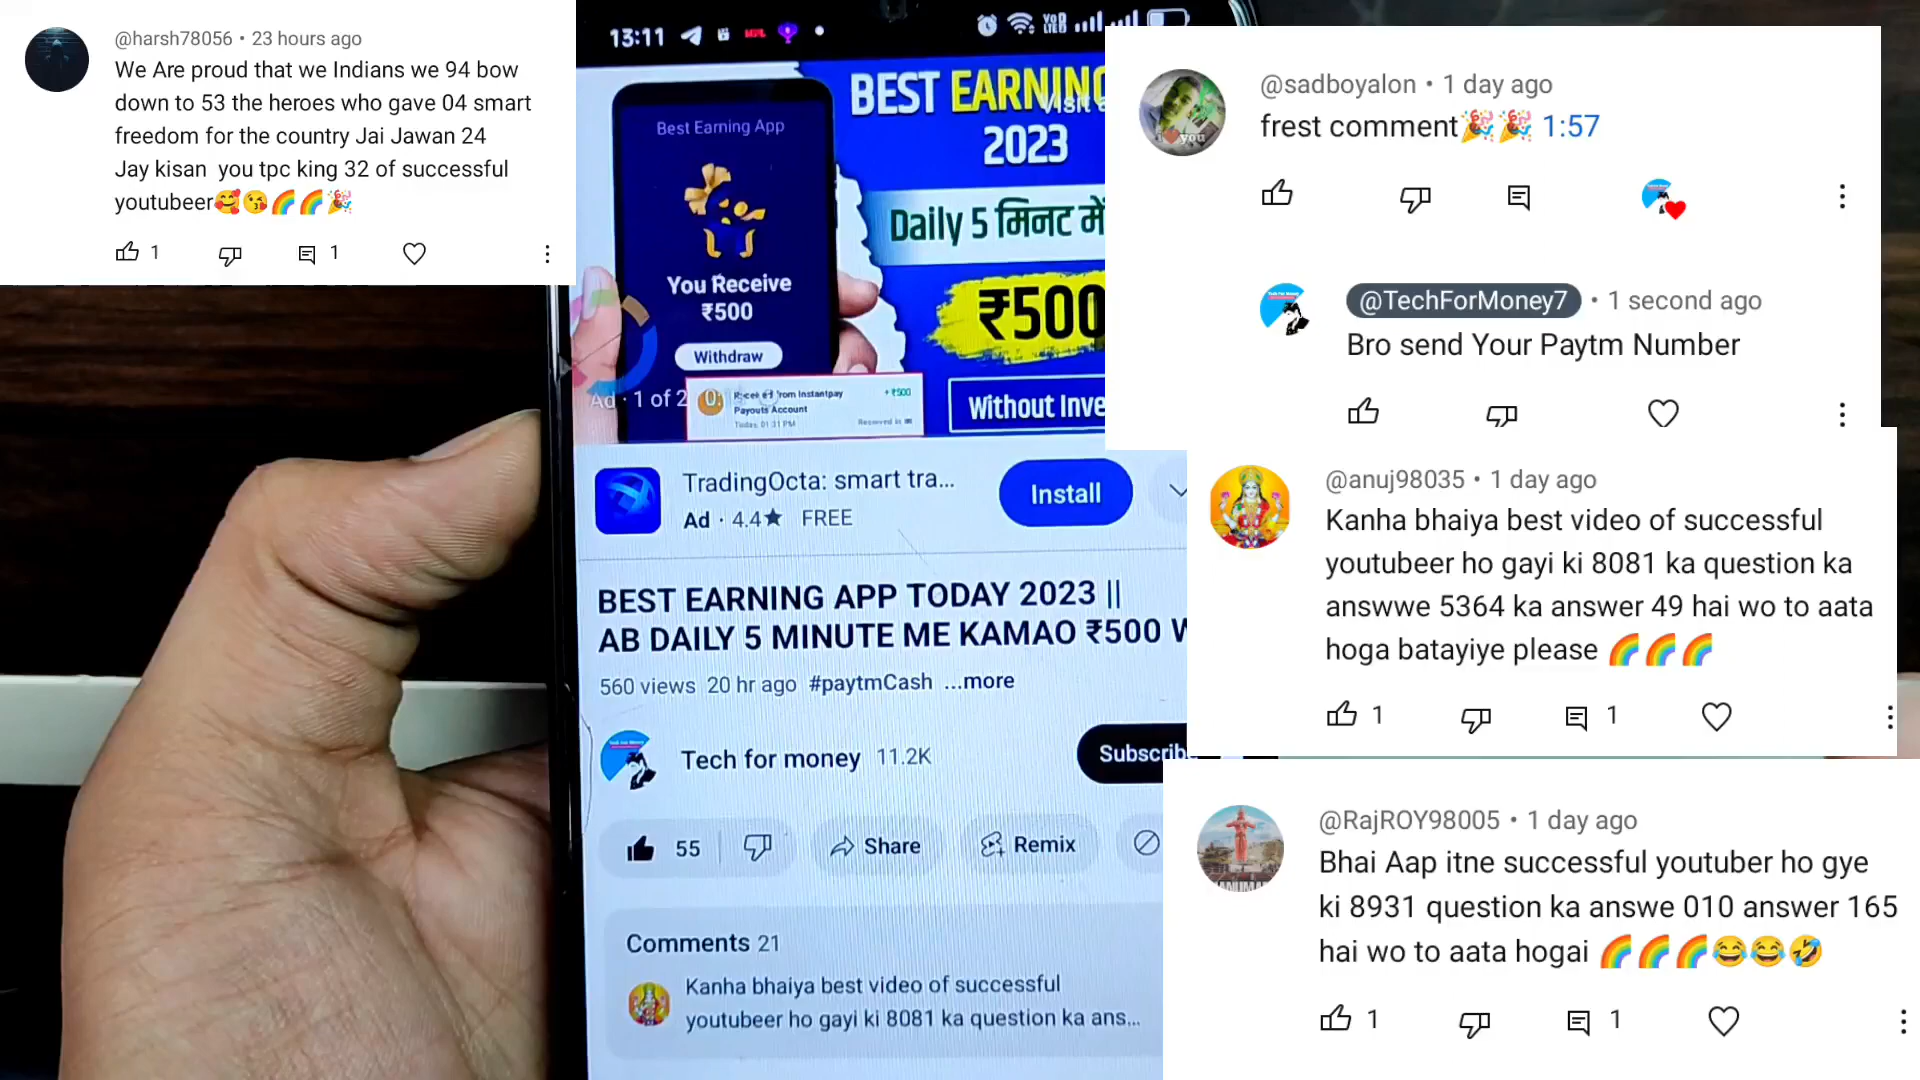 @harsh78056 • 23 hours ago
We Are proud that we Indians we 94 bow
down to 53 the heroes who gave 04 smart
freedom for the country Jai Jawan 24
Jay kisan you tpc king 32 of successful
youtubeer🥰😘🌈🌈🎉
1 1
13:11
Best Earning App
You Receive
₹500
Withdraw
BEST EARNING
2023
Daily 5 मिनट में
₹500
Without Inve
Ad · 1 of 2
from Instantpay
Payouts Account
Today, 01:31 PM
+ ₹500
TradingOcta: smart tra...
Ad · 4.4★ FREE
Install
BEST EARNING APP TODAY 2023 ||
AB DAILY 5 MINUTE ME KAMAO ₹500 W
560 views 20 hr ago #paytmCash ...more
Tech for money 11.2K
Subscrib
55
Share
Remix
Comments 21
Kanha bhaiya best video of successful
youtubeer ho gayi ki 8081 ka question ka ans...
@sadboyalon • 1 day ago
frest comment🎉🎉 1:57
@TechForMoney7 • 1 second ago
Bro send Your Paytm Number
@anuj98035 • 1 day ago
Kanha bhaiya best video of successful
youtubeer ho gayi ki 8081 ka question ka
answwe 5364 ka answer 49 hai wo to aata
hoga batayiye please 🌈🌈🌈
1 1
@RajROY98005 • 1 day ago
Bhai Aap itne successful youtuber ho gye
ki 8931 question ka answe 010 answer 165
hai wo to aata hogai 🌈🌈🌈😂😂🤣
1 1